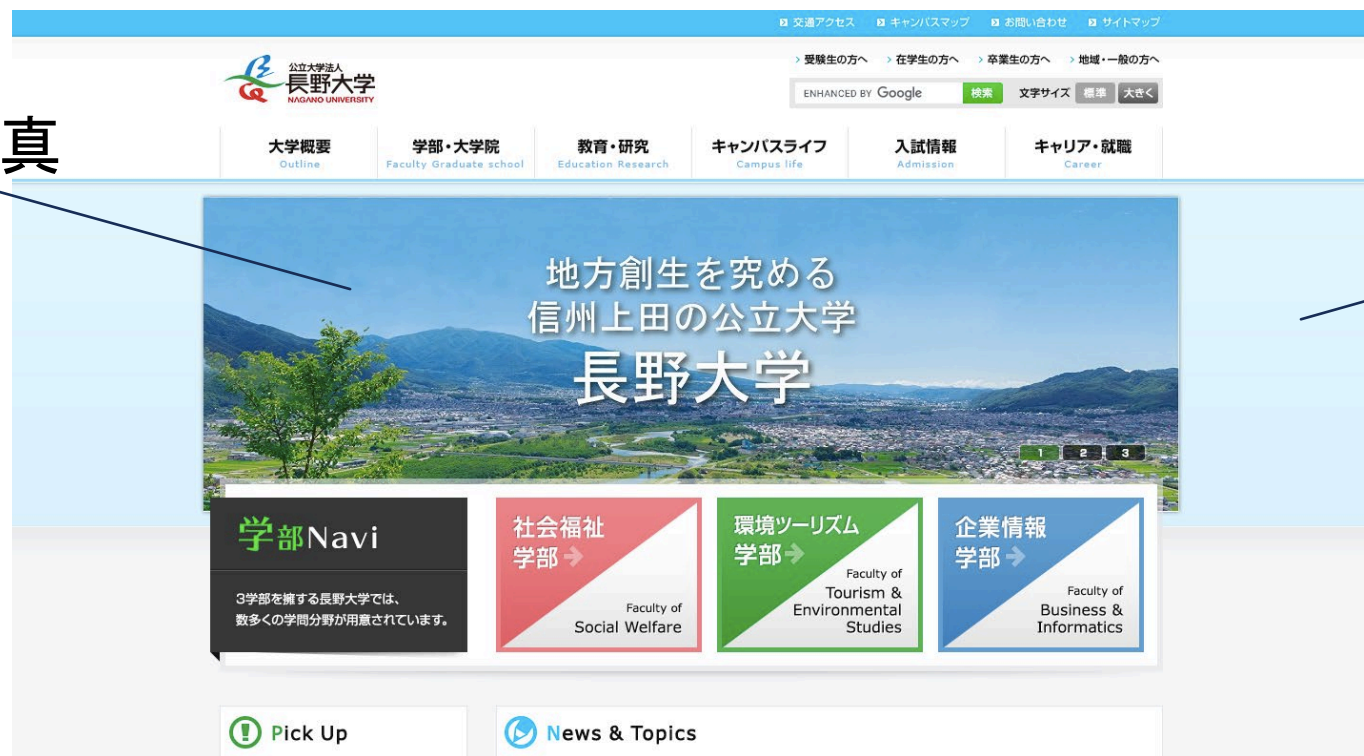 交通アクセス キャンパスマップ お問い合わせ サイトマップ
公立大学法人
長野大学
NAGANO UNIVERSITY
受験生の方へ 在学生の方へ 卒業生の方へ 地域・一般の方へ
ENHANCED BY Google 検索 文字サイズ 標準 大きく
真
大学概要 学部・大学院 教育・研究 キャンパスライフ 入試情報 キャリア・就職
Outline Faculty Graduate school Education Research Campus life Admission Career
地方創生を究める
信州上田の公立大学
長野大学
1 2 3
学部Navi
3学部を擁する長野大学では、
数多くの学問分野が用意されています。
社会福祉
学部
Faculty of
Social Welfare
環境ツーリズム
学部
Faculty of
Tourism &
Environmental
Studies
企業情報
学部
Faculty of
Business &
Informatics
Pick Up
News & Topics